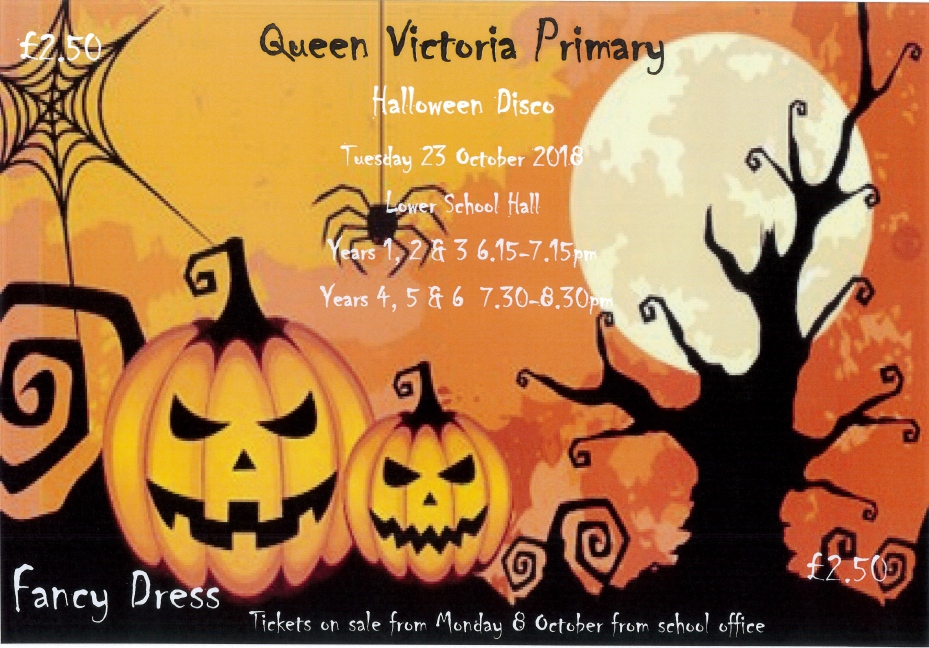 £2.50
Queen Victoria Primary
Halloween Disco
Tuesday 23 October 2018
Lower School Hall
Years 1, 2 & 3 6.15-7.15pm
Years 4, 5 & 6 7.30-8.30pm
£2.50
Fancy Dress
Tickets on sale from Monday 8 October from school office